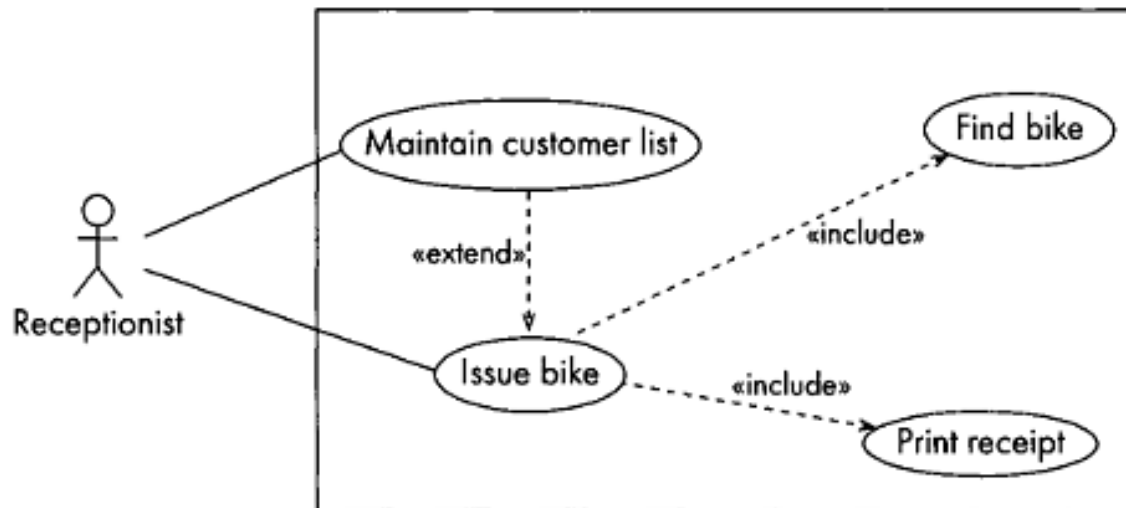 Maintain customer list
Find bike
«extend»
«include»
Receptionist
Issue bike
«include»
Print receipt